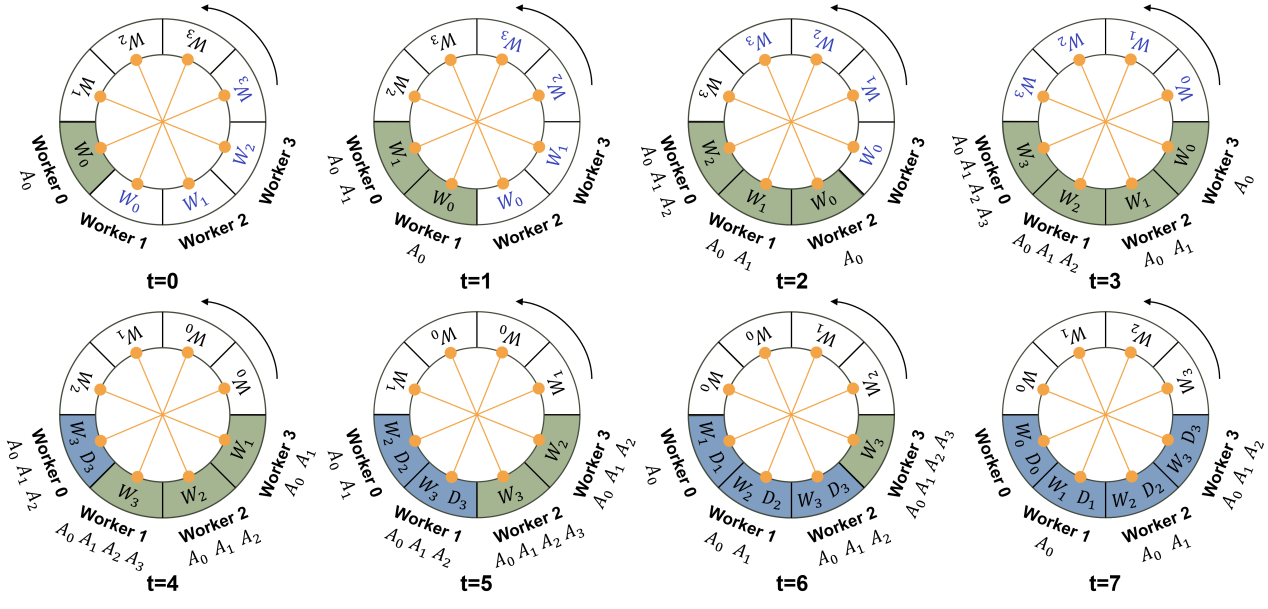 W₂ W₃
W₁ W₃
W₀ W₂
W₀ W₁
Worker 0
A₀
Worker 1
Worker 2
Worker 3
t=0
W₃ W₃
W₂ W₂
W₁ W₁
W₀ W₀
Worker 0
A₀ A₁
Worker 1
A₀
Worker 2
Worker 3
t=1
W₃ W₂
W₃ W₁
W₂ W₀
W₁ W₀
Worker 0
A₀ A₁ A₂
Worker 1
A₀ A₁
Worker 2
A₀
Worker 3
t=2
W₂ W₁
W₃ W₀
W₃ W₀
W₂ W₁
Worker 0
A₀ A₁ A₂ A₃
Worker 1
A₀ A₁ A₂
Worker 2
A₀ A₁
Worker 3
A₀
t=3
W₁ W₀
W₂ W₀
W₃ D₃ W₁
W₃ W₂
Worker 0
A₀ A₁ A₂
Worker 1
A₀ A₁ A₂ A₃
Worker 2
A₀ A₁ A₂
Worker 3
A₀ A₁
t=4
W₀ W₀
W₁ W₁
W₂ D₂ W₂
W₃ D₃ W₃
Worker 0
A₀ A₁
Worker 1
A₀ A₁ A₂
Worker 2
A₀ A₁ A₂ A₃
Worker 3
A₀ A₁ A₂
t=5
W₀ W₁
W₀ W₂
W₁ D₁ W₃
W₂ D₂ W₃ D₃
Worker 0
A₀
Worker 1
A₀ A₁
Worker 2
A₀ A₁ A₂
Worker 3
A₀ A₁ A₂ A₃
t=6
W₁ W₂
W₀ W₃
W₀ D₀ W₃ D₃
W₁ D₁ W₂ D₂
Worker 0
Worker 1
A₀
Worker 2
A₀ A₁
Worker 3
A₀ A₁ A₂
t=7